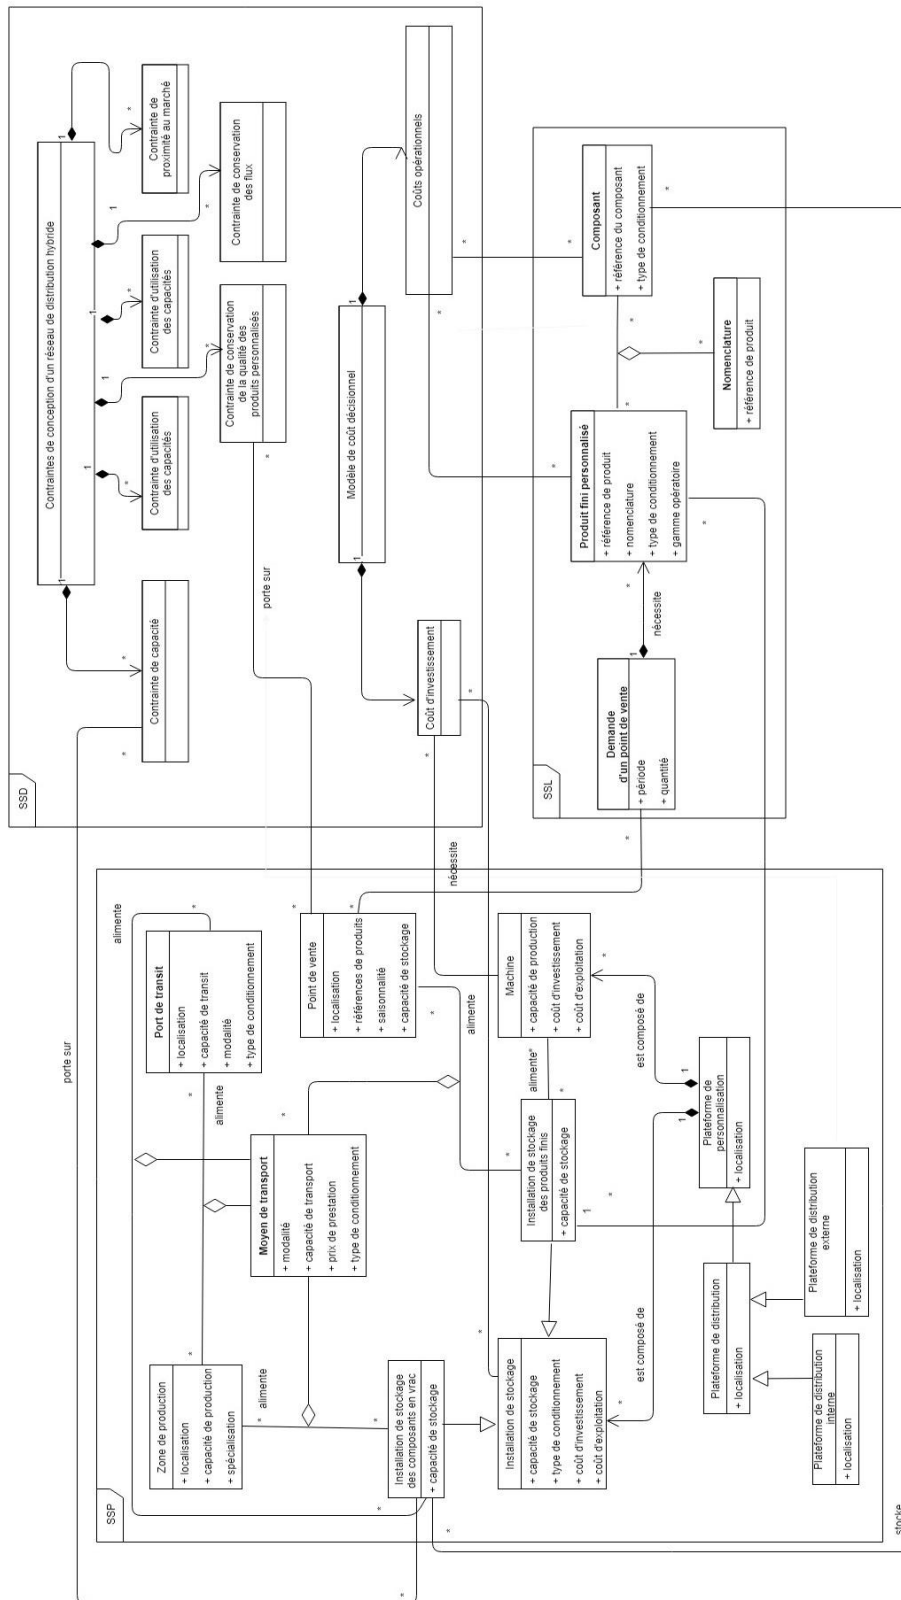 SSP
Zone de production
+ localisation
+ capacité de production
+ spécialisation
Port de transit
+ localisation
+ capacité de transit
+ modalité
+ type de conditionnement
Moyen de transport
+ modalité
+ capacité de transport
+ prix de prestation
+ type de conditionnement
Point de vente
+ localisation
+ références de produits
+ saisonnalité
+ capacité de stockage
Installation de stockage
des composants en vrac
+ capacité de stockage
Installation de stockage
+ capacité de stockage
+ type de conditionnement
+ coût d'investissement
+ coût d'exploitation
Installation de stockage
des produits finis
+ capacité de stockage
Machine
+ capacité de production
+ coût d'investissement
+ coût d'exploitation
Plateforme de
personnalisation
+ localisation
Plateforme de distribution
+ localisation
Plateforme de distribution
interne
+ localisation
Plateforme de distribution
externe
+ localisation
alimente
alimente
alimente
alimente
alimente*
est composé de
est composé de
porte sur
porte sur
nécessite
stocke
SSD
Contraintes de conception d'un réseau de distribution hybride
Contrainte de capacité
Contrainte d'utilisation
des capacités
Contrainte d'utilisation
des capacités
Contrainte de
proximité au marché
Contrainte de conservation
de la qualité des
produits personnalisés
Contrainte de conservation
des flux
Modèle de coût décisionnel
Coût d'investissement
Coûts opérationnels
SSL
Demande
d'un point de vente
+ période
+ quantité
nécessite
Produit fini personnalisé
+ référence de produit
+ nomenclature
+ type de conditionnement
+ gamme opératoire
Composant
+ référence du composant
+ type de conditionnement
Nomenclature
+ référence de produit